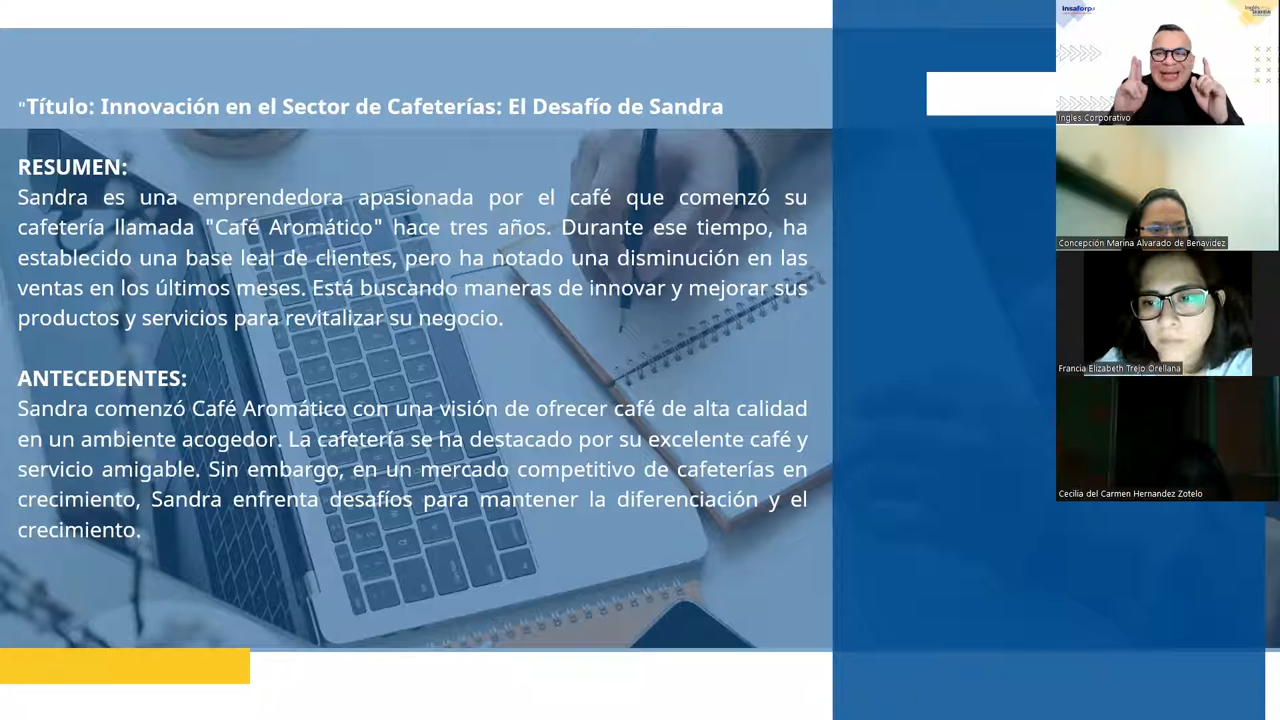 "Título: Innovación en el Sector de Cafeterías: El Desafío de Sandra
RESUMEN:
Sandra es una emprendedora apasionada por el café que comenzó su
cafetería llamada "Café Aromático" hace tres años. Durante ese tiempo, ha
establecido una base leal de clientes, pero ha notado una disminución en las
ventas en los últimos meses. Está buscando maneras de innovar y mejorar sus
productos y servicios para revitalizar su negocio.
ANTECEDENTES:
Sandra comenzó Café Aromático con una visión de ofrecer café de alta calidad
en un ambiente acogedor. La cafetería se ha destacado por su excelente café y
servicio amigable. Sin embargo, en un mercado competitivo de cafeterías en
crecimiento, Sandra enfrenta desafíos para mantener la diferenciación y el
crecimiento.
insaforp
Ingles Corporativo
Concepción Marina Alvarado de Benavidez
Francia Elizabeth Trejo Orellana
Cecilia del Carmen Hernandez Zotelo